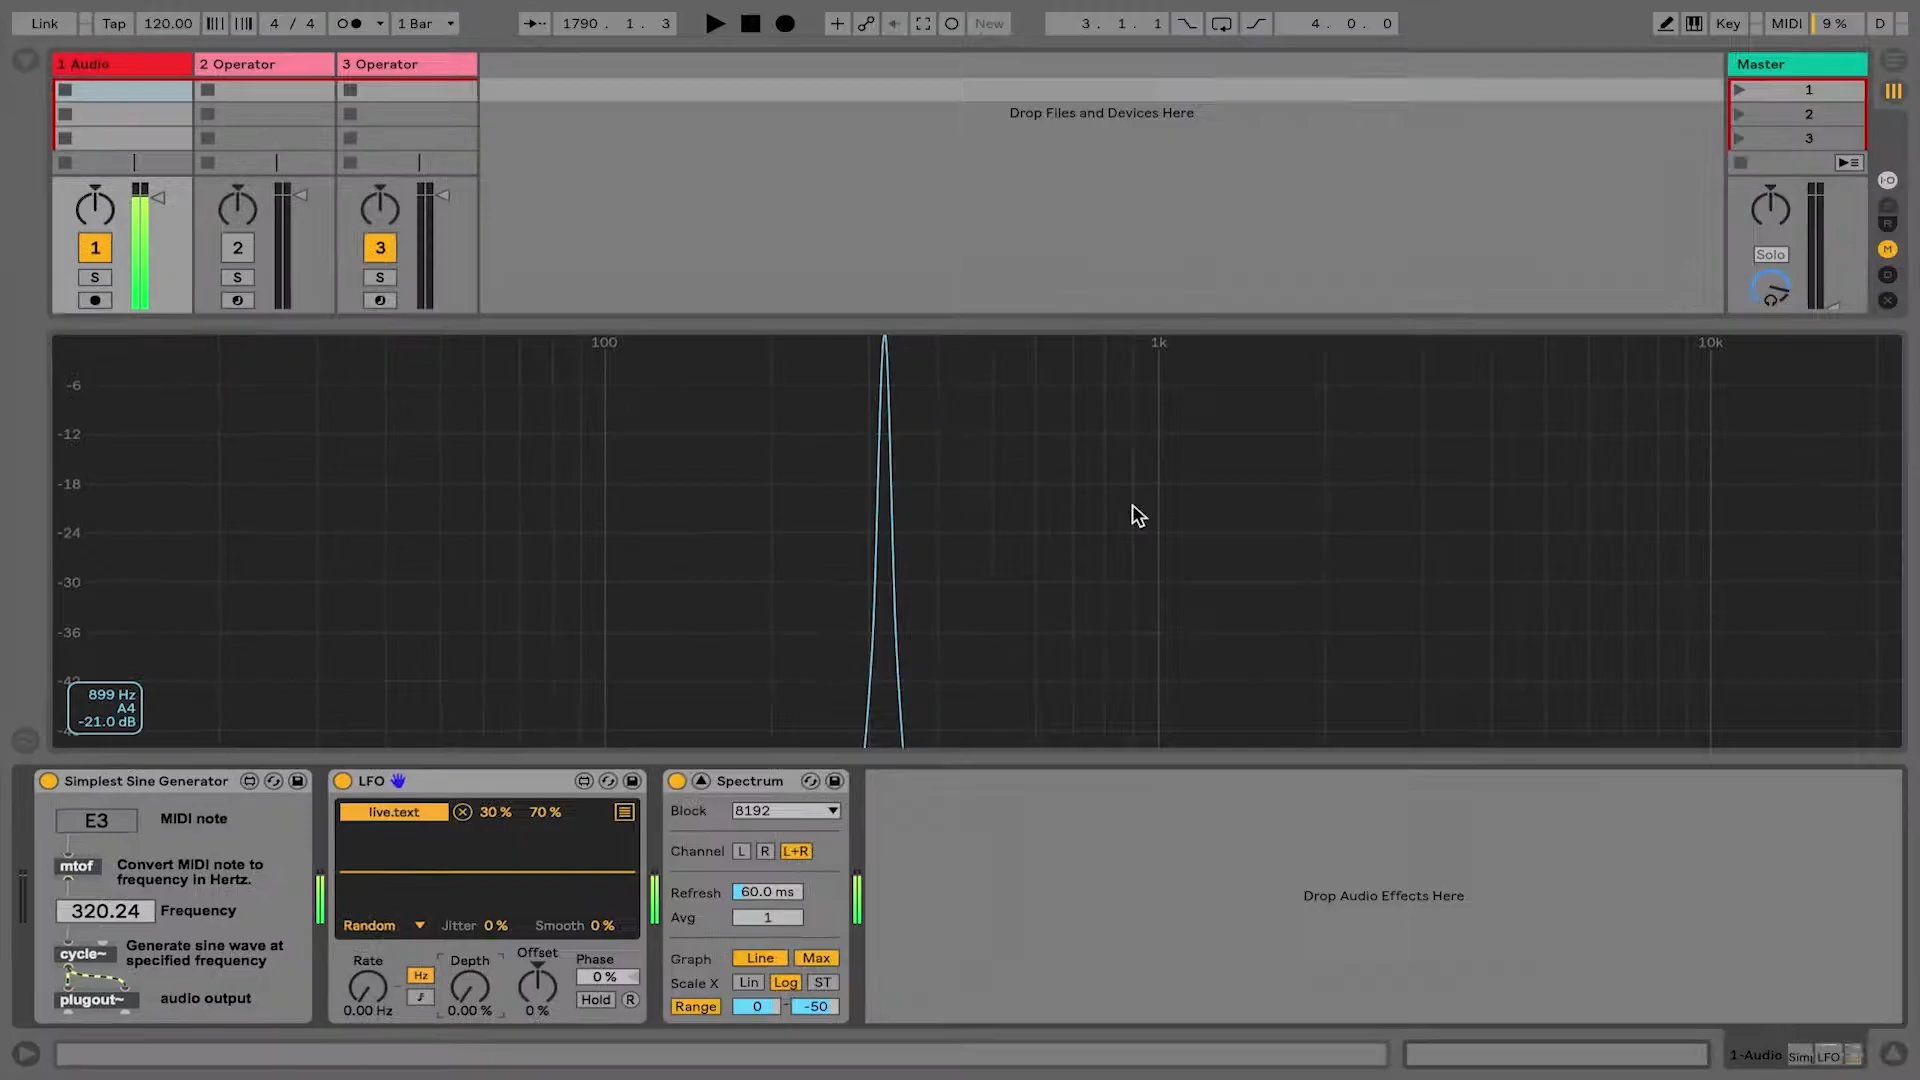 Link Tap 120.00 4 / 4 1 Bar 1790 . 1 . 3 New 3 . 1 . 1 4 . 0 . 0 Key MIDI 9 % D
1 Audio 2 Operator 3 Operator Master
1
Drop Files and Devices Here
2
3
1 2 3
S S S Solo
I·O
R
M
D
X
100 1k 10k
-6
-12
-18
-24
-30
-36
899 Hz
A4
-21.0 dB
Simplest Sine Generator
E3 MIDI note
mtof Convert MIDI note to
frequency in Hertz.
320.24 Frequency
cycle~ Generate sine wave at
specified frequency
plugout~ audio output
LFO
live.text 30 % 70 %
Random Jitter 0 % Smooth 0 %
Rate Hz Depth Offset Phase
0 %
Hold R
0.00 Hz 0.00 % 0 %
Spectrum
Block 8192
Channel L R L+R
Refresh 60.0 ms
Avg 1
Graph Line Max
Scale X Lin Log ST
Range 0 - -50
Drop Audio Effects Here
1-Audio Simp LFO